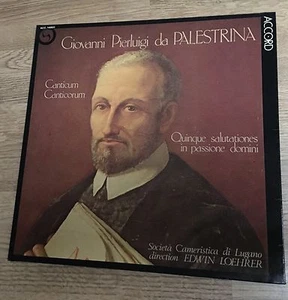 Giovanni Pierluigi da PALESTRINA
ACCORD
Canticum
Canticorum
Quinque salutationes
in passione domini
Società Cameristica di Lugano
direction EDWIN LOEHRER